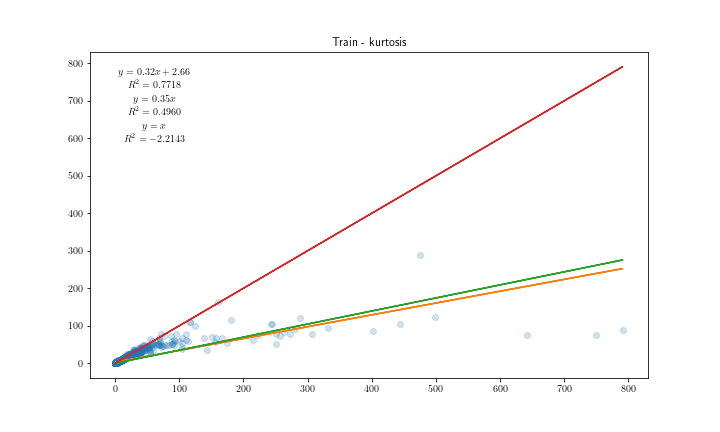 Train - kurtosis
y = 0.32x + 2.66
R² = 0.7718
y = 0.35x
R² = 0.4960
y = x
R² = −2.2143
800
700
600
500
400
300
200
100
0
0 100 200 300 400 500 600 700 800